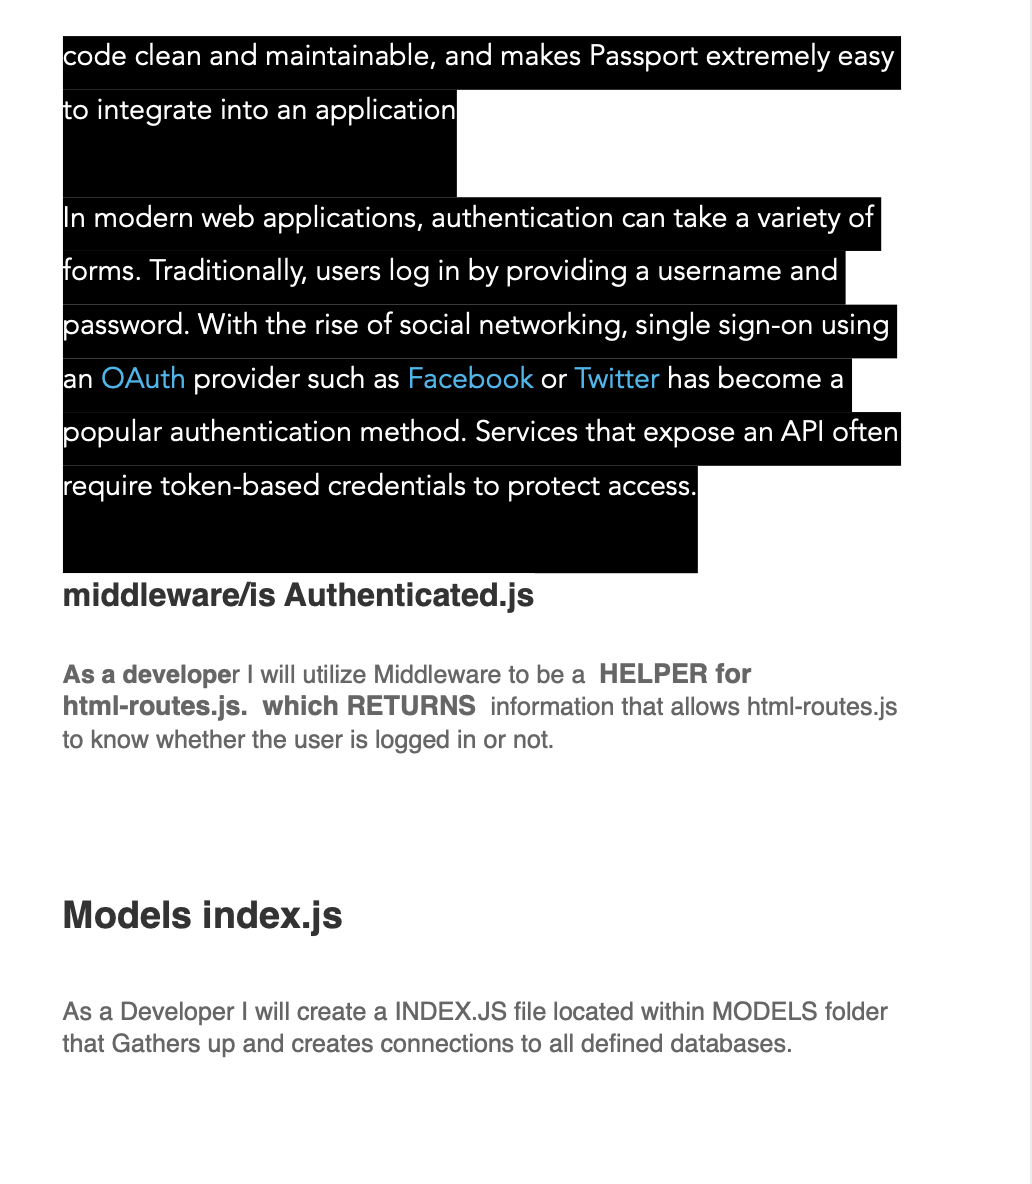 code clean and maintainable, and makes Passport extremely easy
to integrate into an application
In modern web applications, authentication can take a variety of
forms. Traditionally, users log in by providing a username and
password. With the rise of social networking, single sign-on using
an OAuth provider such as Facebook or Twitter has become a
popular authentication method. Services that expose an API often
require token-based credentials to protect access.
middleware/is Authenticated.js
As a developer I will utilize Middleware to be a  HELPER for
html-routes.js.  which RETURNS  information that allows html-routes.js
to know whether the user is logged in or not.
Models index.js
As a Developer I will create a INDEX.JS file located within MODELS folder
that Gathers up and creates connections to all defined databases.